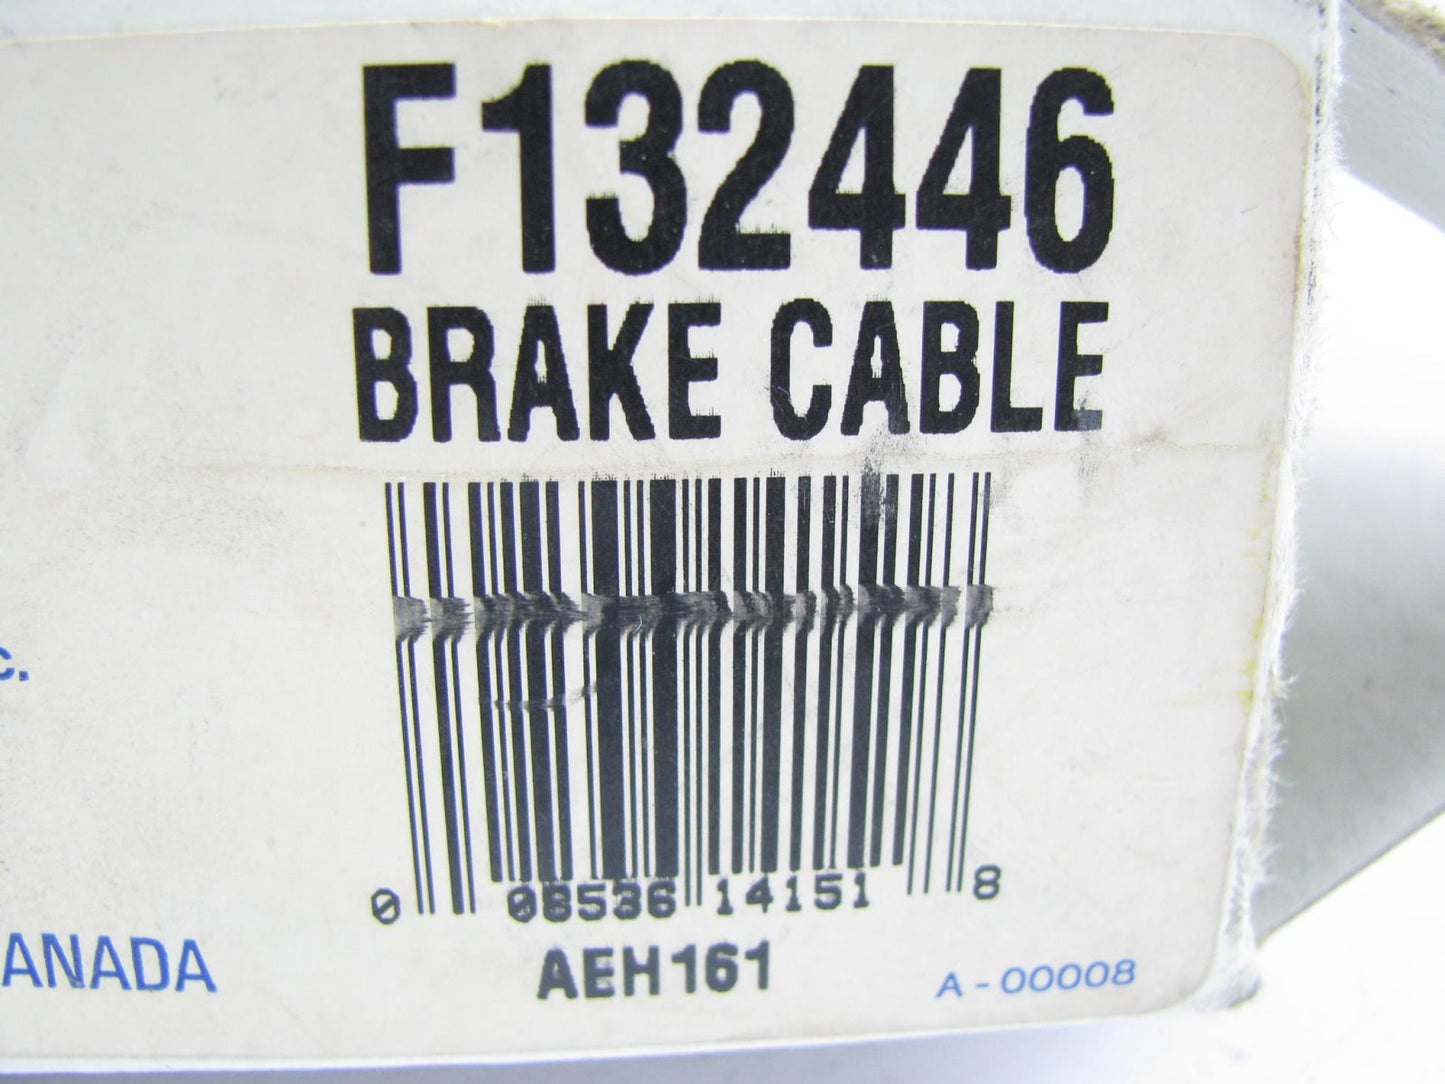 F132446
BRAKE CABLE
c.
0 08536 14151 8
ANADA
AEH161
A-00008